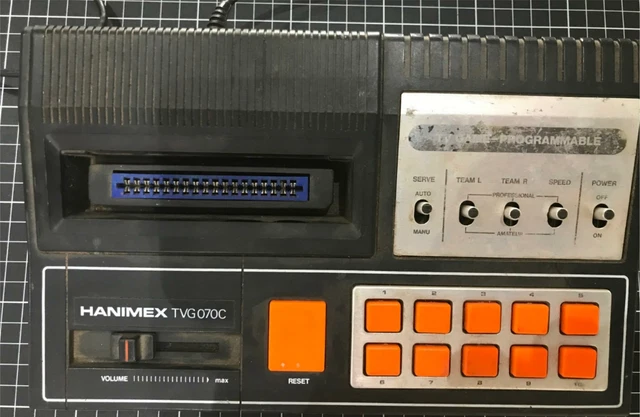 PROGRAMMABLE
SERVE TEAM L TEAM R SPEED POWER
AUTO PROFESSIONAL OFF
MANU AMATEUR ON
HANIMEX TVG070C
1 2 3 4 5
VOLUME max
RESET
6 7 8 9 10